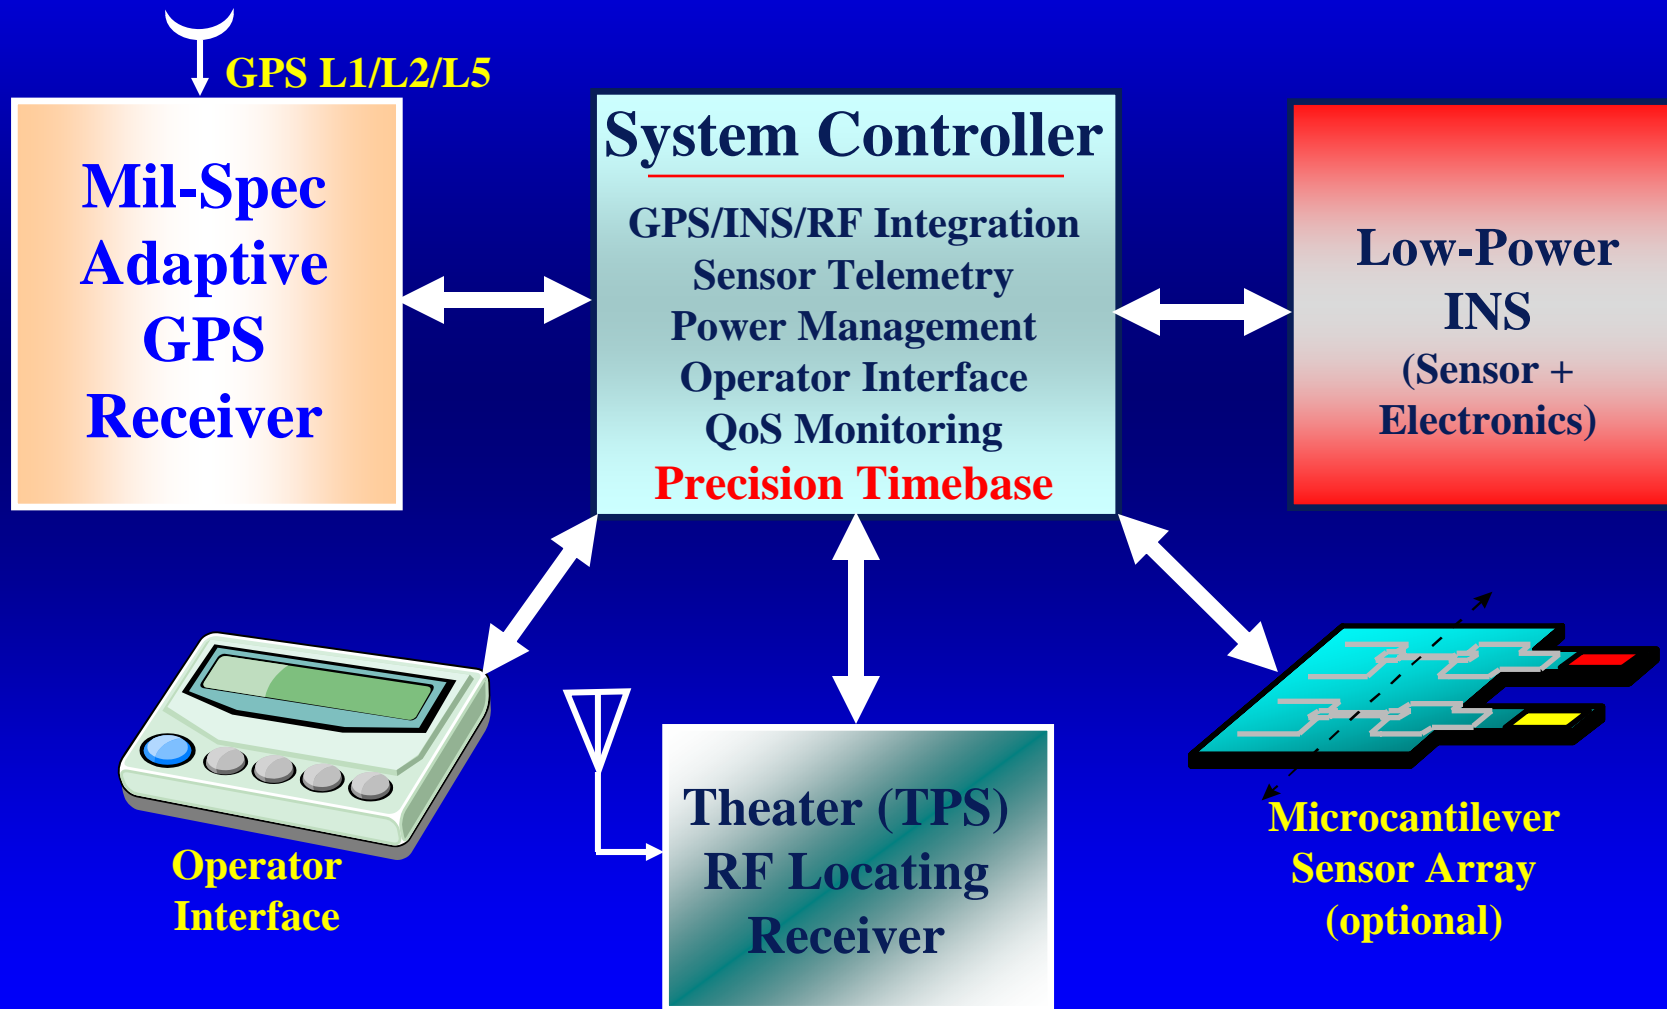 GPS L1/L2/L5
Mil-Spec
Adaptive
GPS
Receiver
System Controller
GPS/INS/RF Integration
Sensor Telemetry
Power Management
Operator Interface
QoS Monitoring
Precision Timebase
Low-Power
INS
(Sensor +
Electronics)
Operator
Interface
Theater (TPS)
RF Locating
Receiver
Microcantilever
Sensor Array
(optional)